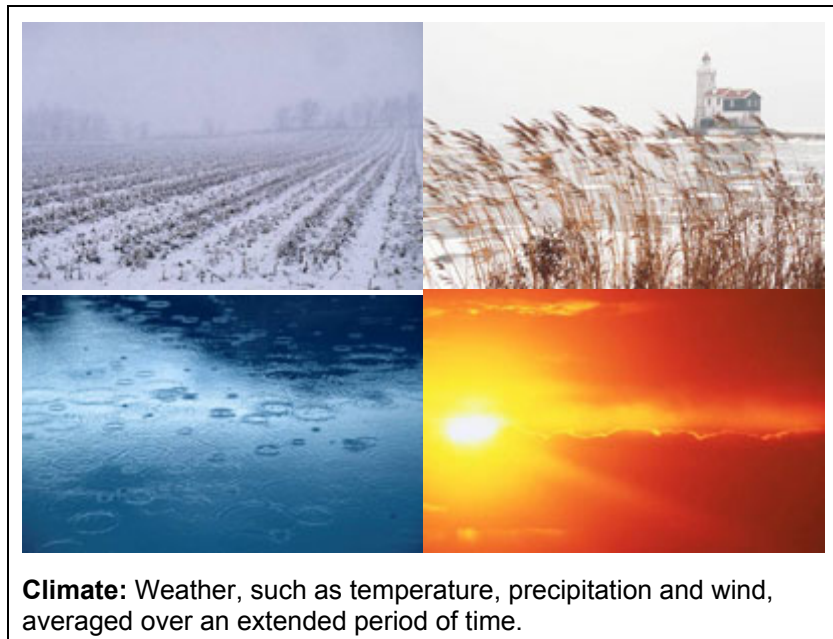 Climate: Weather, such as temperature, precipitation and wind,
averaged over an extended period of time.